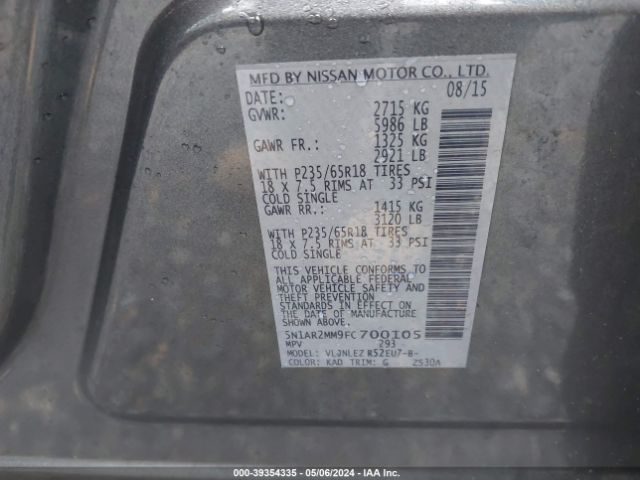 MFD BY NISSAN MOTOR CO., LTD.
DATE: 08/15
GVWR: 2715 KG
5986 LB
GAWR FR.: 1325 KG
2921 LB
WITH P235/65R18 TIRES
18 X 7.5 RIMS AT 33 PSI
COLD SINGLE
GAWR RR.: 1415 KG
3120 LB
WITH P235/65R18 TIRES
18 X 7.5 RIMS AT 33 PSI
COLD SINGLE
THIS VEHICLE CONFORMS TO
ALL APPLICABLE FEDERAL
MOTOR VEHICLE SAFETY AND
THEFT PREVENTION
STANDARDS IN EFFECT ON
THE DATE OF MANUFACTURE
SHOWN ABOVE.
5N1AR2MM9FC700105
MPV 293
MODEL: VLJNLEZ R52EU7-B-
COLOR: KAD TRIM: G 2530A
000-39354335 - 05/06/2024 - IAA Inc.